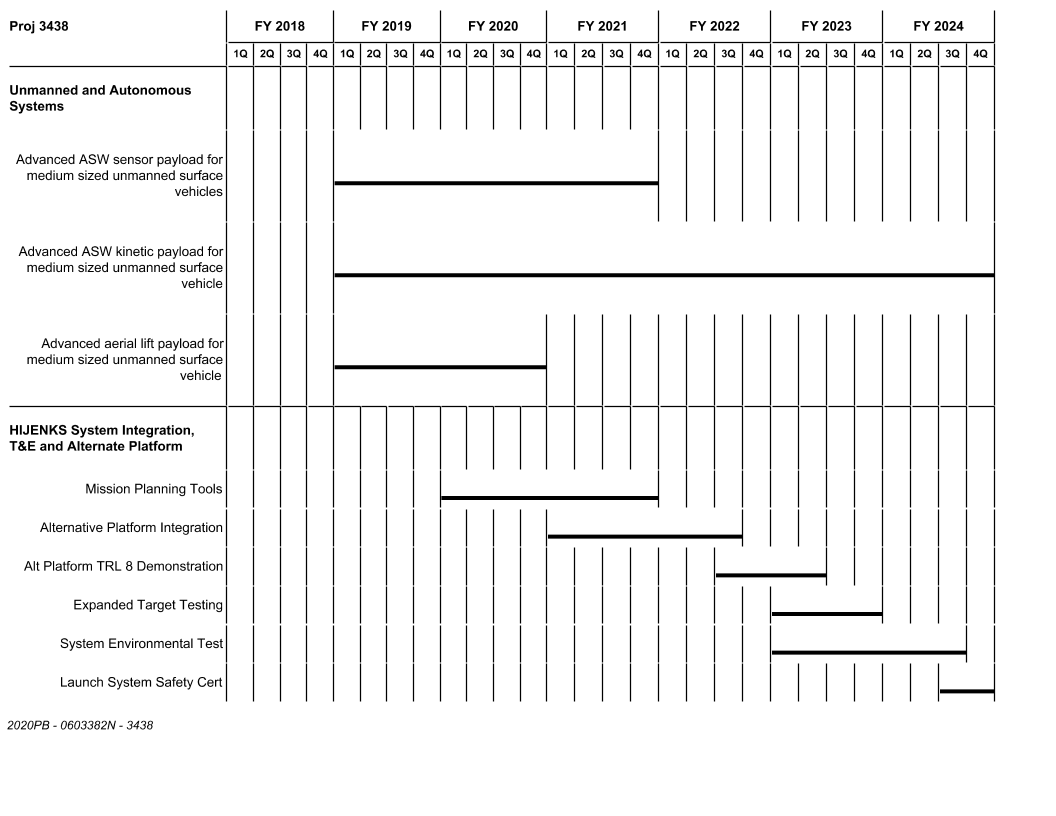 Proj 3438 FY 2018 FY 2019 FY 2020 FY 2021 FY 2022 FY 2023 FY 2024
1Q 2Q 3Q 4Q 1Q 2Q 3Q 4Q 1Q 2Q 3Q 4Q 1Q 2Q 3Q 4Q 1Q 2Q 3Q 4Q 1Q 2Q 3Q 4Q 1Q 2Q 3Q 4Q
Unmanned and Autonomous
Systems
Advanced ASW sensor payload for
medium sized unmanned surface
vehicles
Advanced ASW kinetic payload for
medium sized unmanned surface
vehicle
Advanced aerial lift payload for
medium sized unmanned surface
vehicle
HIJENKS System Integration,
T&E and Alternate Platform
Mission Planning Tools
Alternative Platform Integration
Alt Platform TRL 8 Demonstration
Expanded Target Testing
System Environmental Test
Launch System Safety Cert
2020PB - 0603382N - 3438